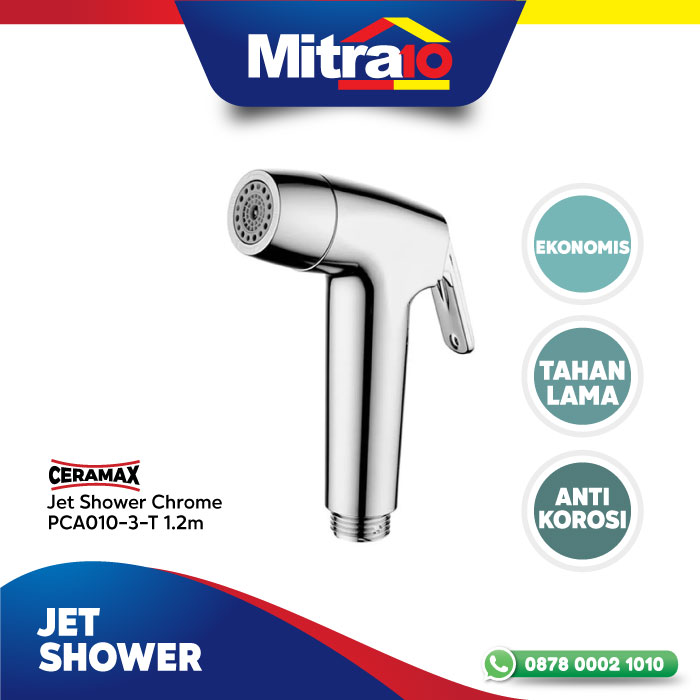 Mitra10
EKONOMIS
TAHAN
LAMA
ANTI
KOROSI
CERAMAX
Jet Shower Chrome
PCA010-3-T 1.2m
JET
SHOWER
0878 0002 1010